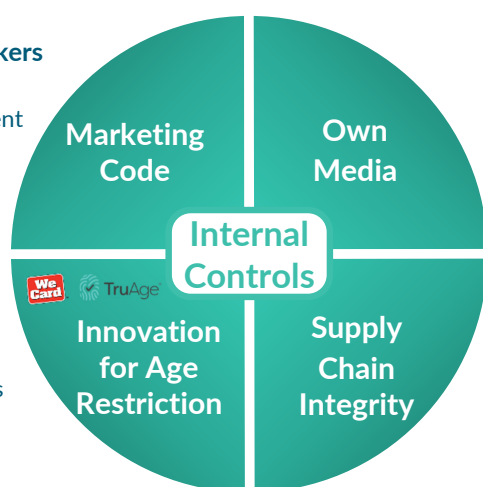 kers
ent
Marketing
Code
Own
Media
Internal
Controls
We
Card
TruAge
Innovation
for Age
Restriction
Supply
Chain
Integrity
s